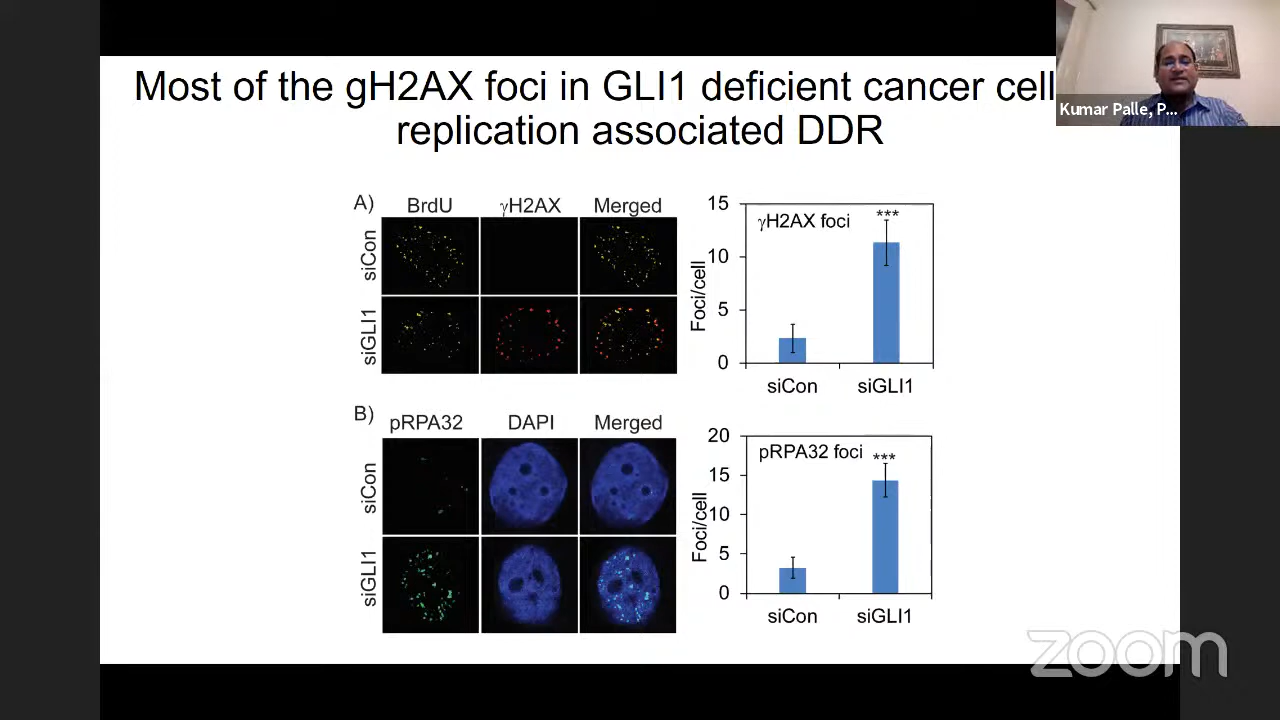 Most of the gH2AX foci in GLI1 deficient cancer cell
replication associated DDR
Kumar Palle, P...
A)
BrdU γH2AX Merged
siCon
siGLI1
15
10
5
0
Foci/cell
γH2AX foci
***
siCon siGLI1
B)
pRPA32 DAPI Merged
siCon
siGLI1
20
15
10
5
0
Foci/cell
pRPA32 foci
***
siCon siGLI1
zoom